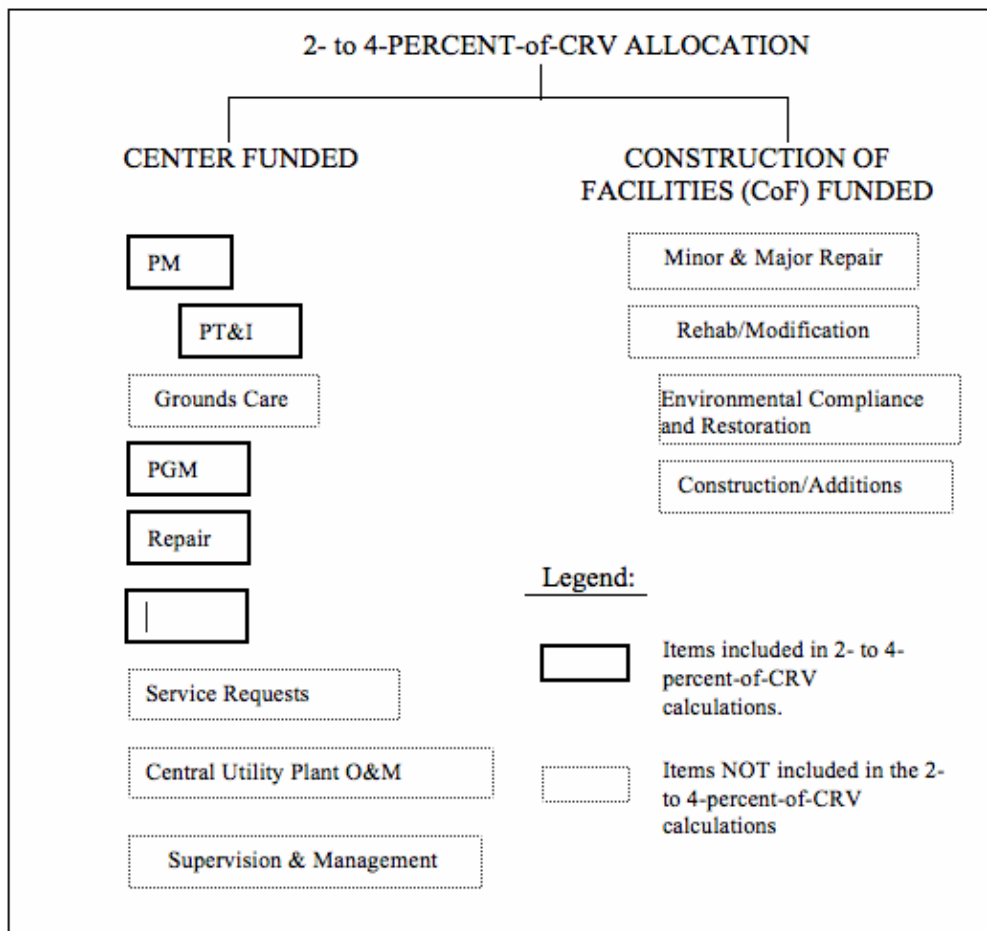 2- to 4-PERCENT-of-CRV ALLOCATION
CENTER FUNDED
PM
PT&I
Grounds Care
PGM
Repair
|
Service Requests
Central Utility Plant O&M
Supervision & Management
CONSTRUCTION OF
FACILITIES (CoF) FUNDED
Minor & Major Repair
Rehab/Modification
Environmental Compliance
and Restoration
Construction/Additions
Legend:
Items included in 2- to 4-
percent-of-CRV
calculations.
Items NOT included in the 2-
to 4-percent-of-CRV
calculations